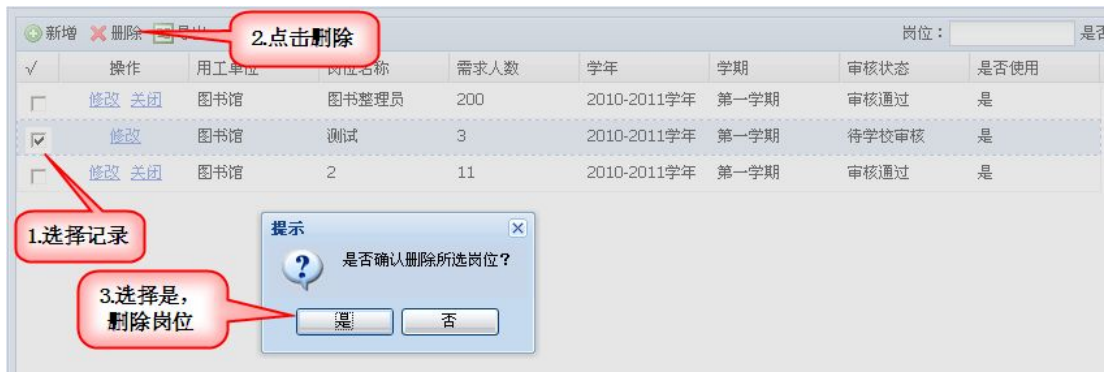 新增 删除 导出 岗位： 是否
2.点击删除
√ 操作 用工单位 岗位名称 需求人数 学年 学期 审核状态 是否使用
修改 关闭 图书馆 图书整理员 200 2010-2011学年 第一学期 审核通过 是
修改 图书馆 测试 3 2010-2011学年 第一学期 待学校审核 是
修改 关闭 图书馆 2 11 2010-2011学年 第一学期 审核通过 是
1.选择记录
提示
是否确认删除所选岗位?
3.选择是，
删除岗位
是 否